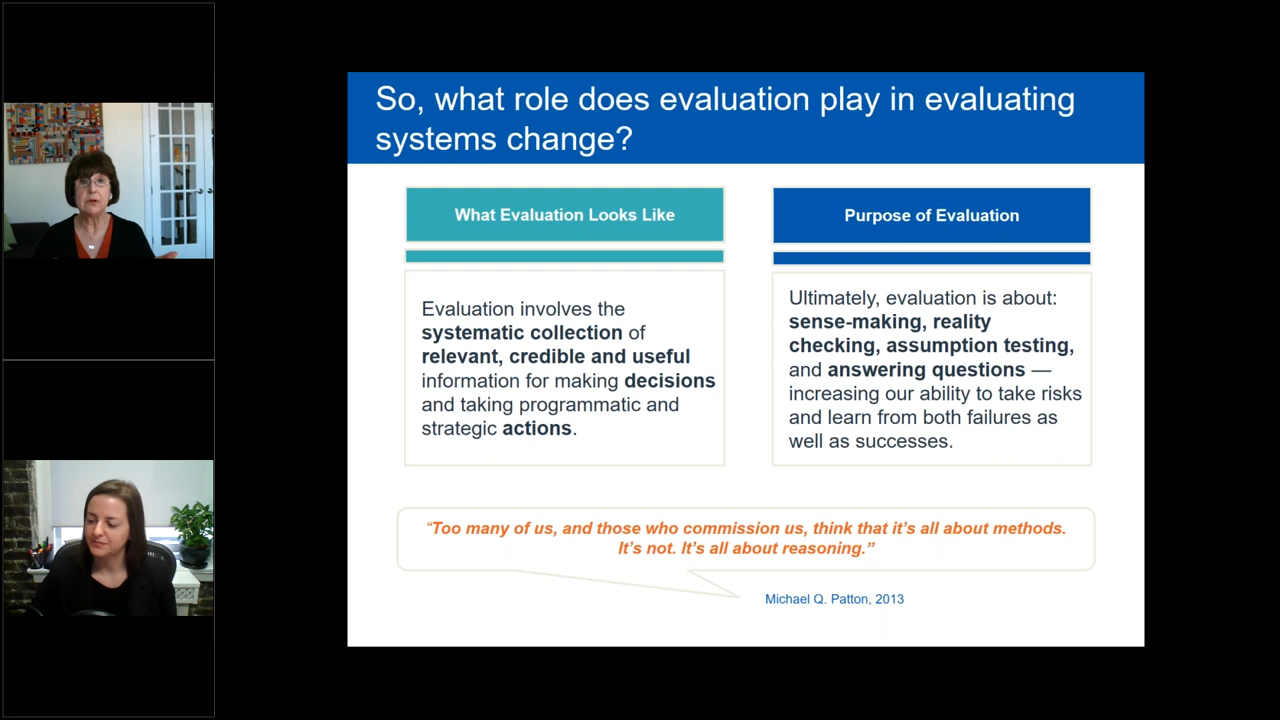 So, what role does evaluation play in evaluating
systems change?
What Evaluation Looks Like
Evaluation involves the
systematic collection of
relevant, credible and useful
information for making decisions
and taking programmatic and
strategic actions.
Purpose of Evaluation
Ultimately, evaluation is about:
sense-making, reality
checking, assumption testing,
and answering questions —
increasing our ability to take risks
and learn from both failures as
well as successes.
“Too many of us, and those who commission us, think that it’s all about methods.
It’s not. It’s all about reasoning.”
Michael Q. Patton, 2013